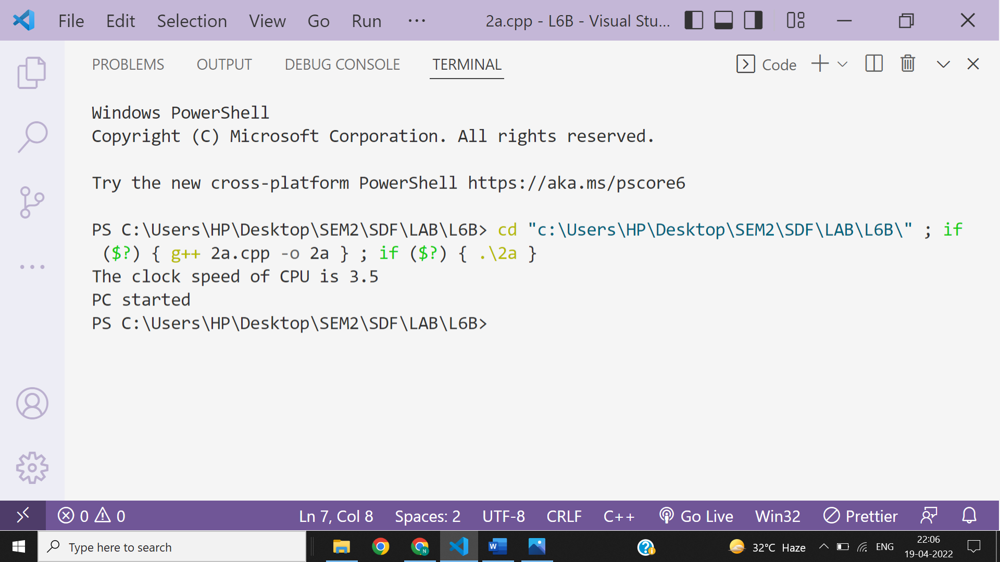 File Edit Selection View Go Run ··· 2a.cpp - L6B - Visual Stu...
PROBLEMS OUTPUT DEBUG CONSOLE TERMINAL Code
Windows PowerShell
Copyright (C) Microsoft Corporation. All rights reserved.
Try the new cross-platform PowerShell https://aka.ms/pscore6
PS C:\Users\HP\Desktop\SEM2\SDF\LAB\L6B> cd "c:\Users\HP\Desktop\SEM2\SDF\LAB\L6B\" ; if
($?) { g++ 2a.cpp -o 2a } ; if ($?) { .\2a }
The clock speed of CPU is 3.5
PC started
PS C:\Users\HP\Desktop\SEM2\SDF\LAB\L6B>
0 0 Ln 7, Col 8 Spaces: 2 UTF-8 CRLF C++ Go Live Win32 Prettier
Type here to search W N 32°C Haze ENG 22:06
19-04-2022